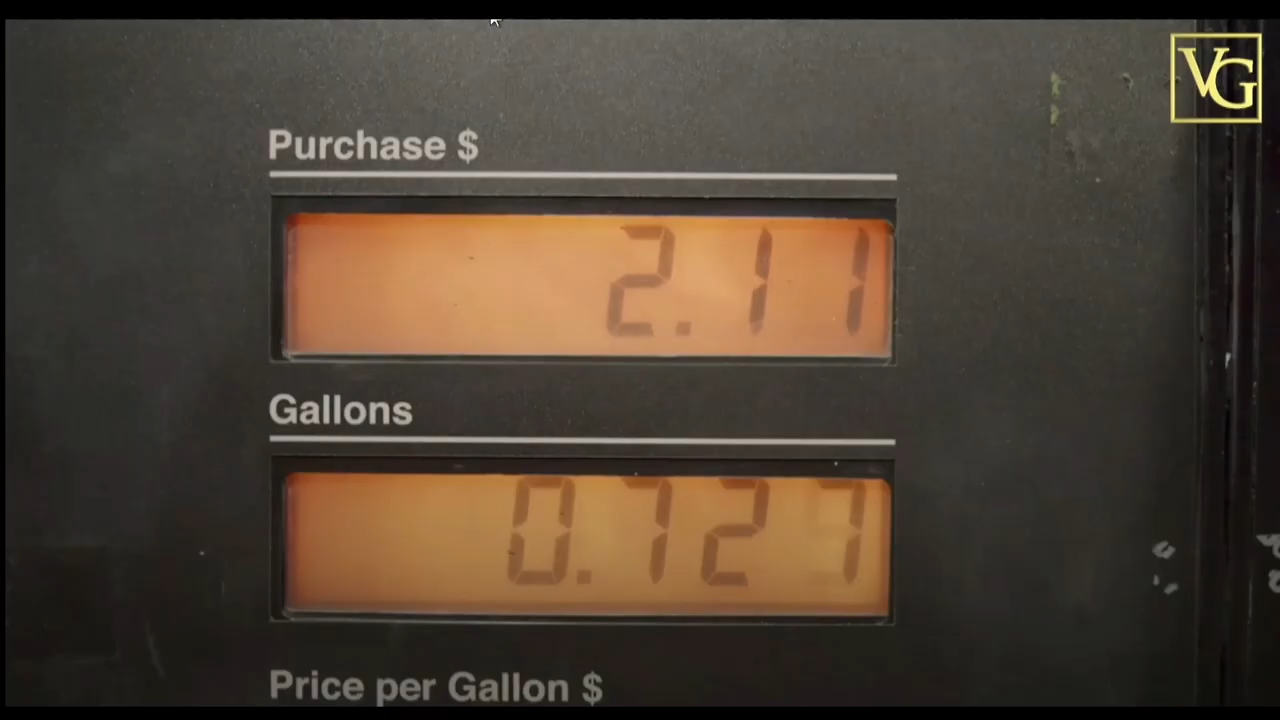 VG
Purchase $
2.11
Gallons
0.727
Price per Gallon $